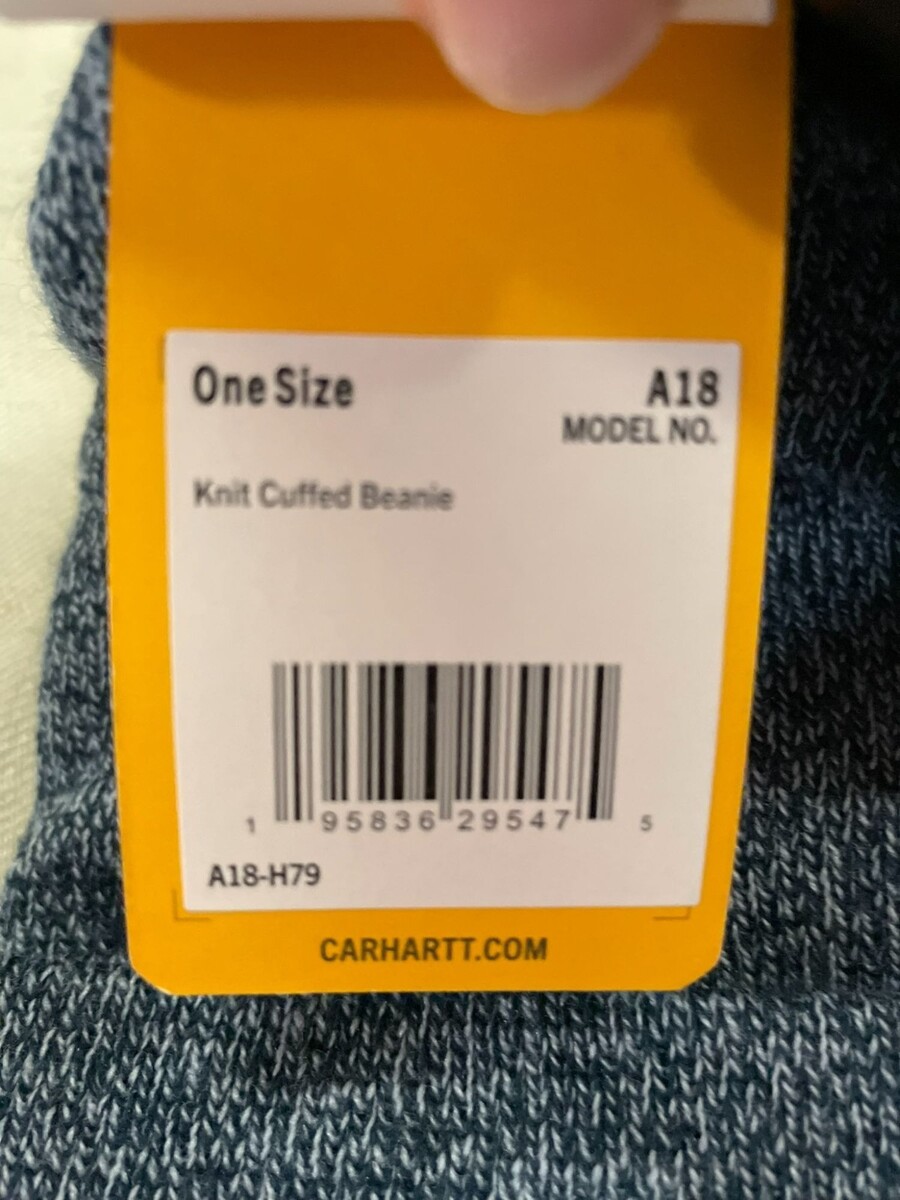 One Size
A18
MODEL NO.
Knit Cuffed Beanie
1 95836 29547 5
A18-H79
CARHARTT.COM